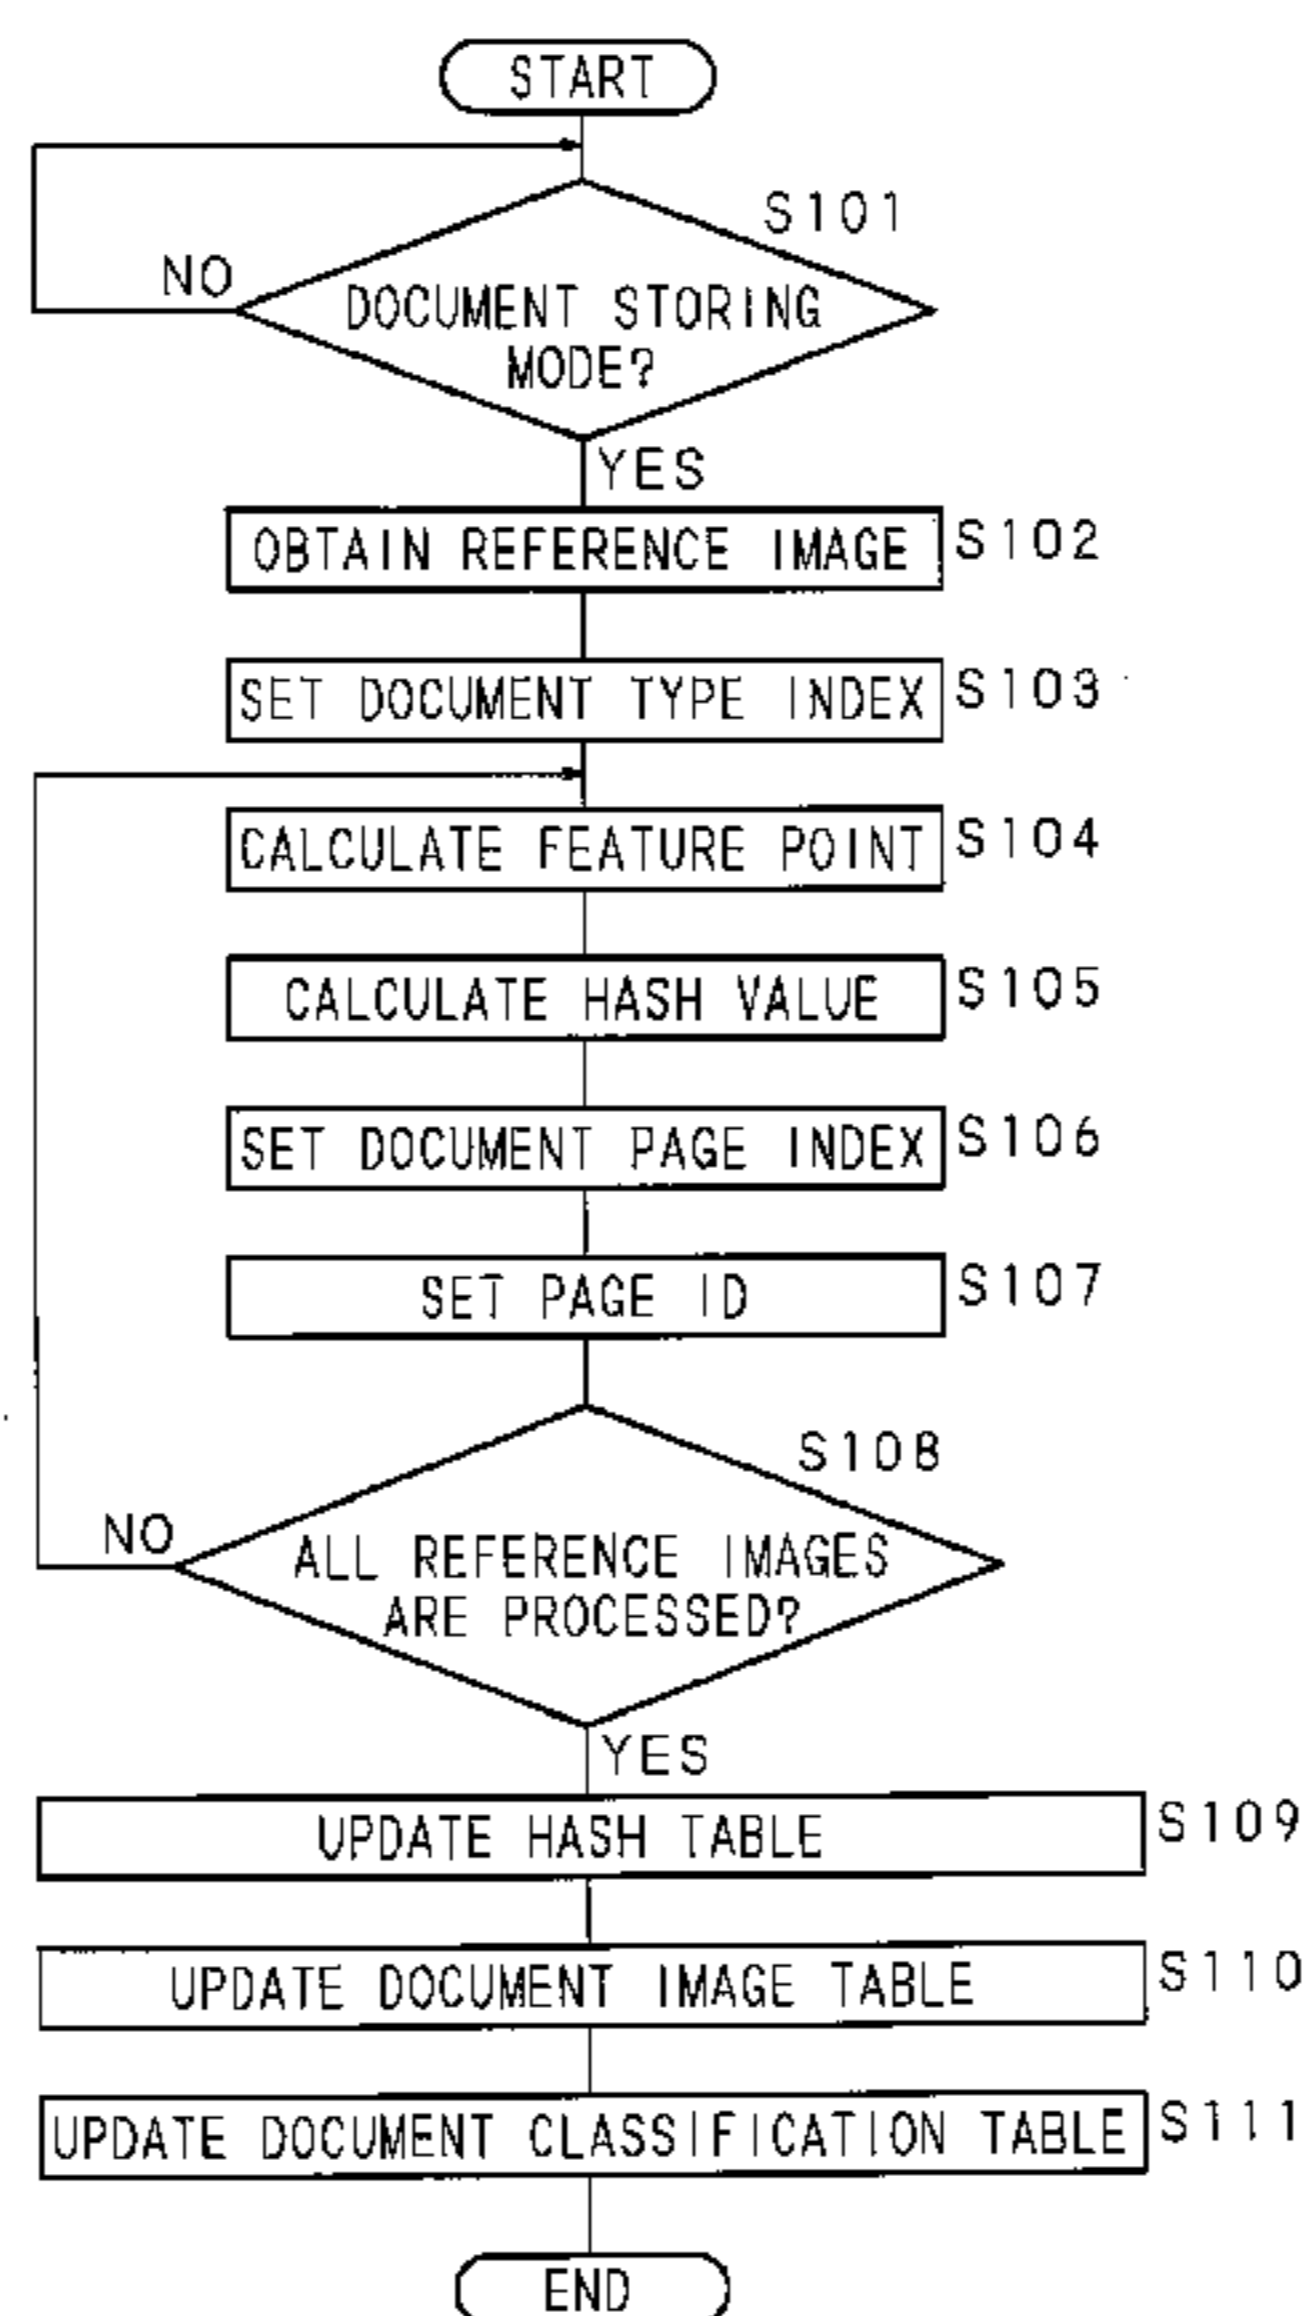 START
S101
NO
DOCUMENT STORING
MODE?
YES
OBTAIN REFERENCE IMAGE S102
SET DOCUMENT TYPE INDEX S103
CALCULATE FEATURE POINT S104
CALCULATE HASH VALUE S105
SET DOCUMENT PAGE INDEX S106
SET PAGE ID S107
S108
NO
ALL REFERENCE IMAGES
ARE PROCESSED?
YES
UPDATE HASH TABLE S109
UPDATE DOCUMENT IMAGE TABLE S110
UPDATE DOCUMENT CLASSIFICATION TABLE S111
END